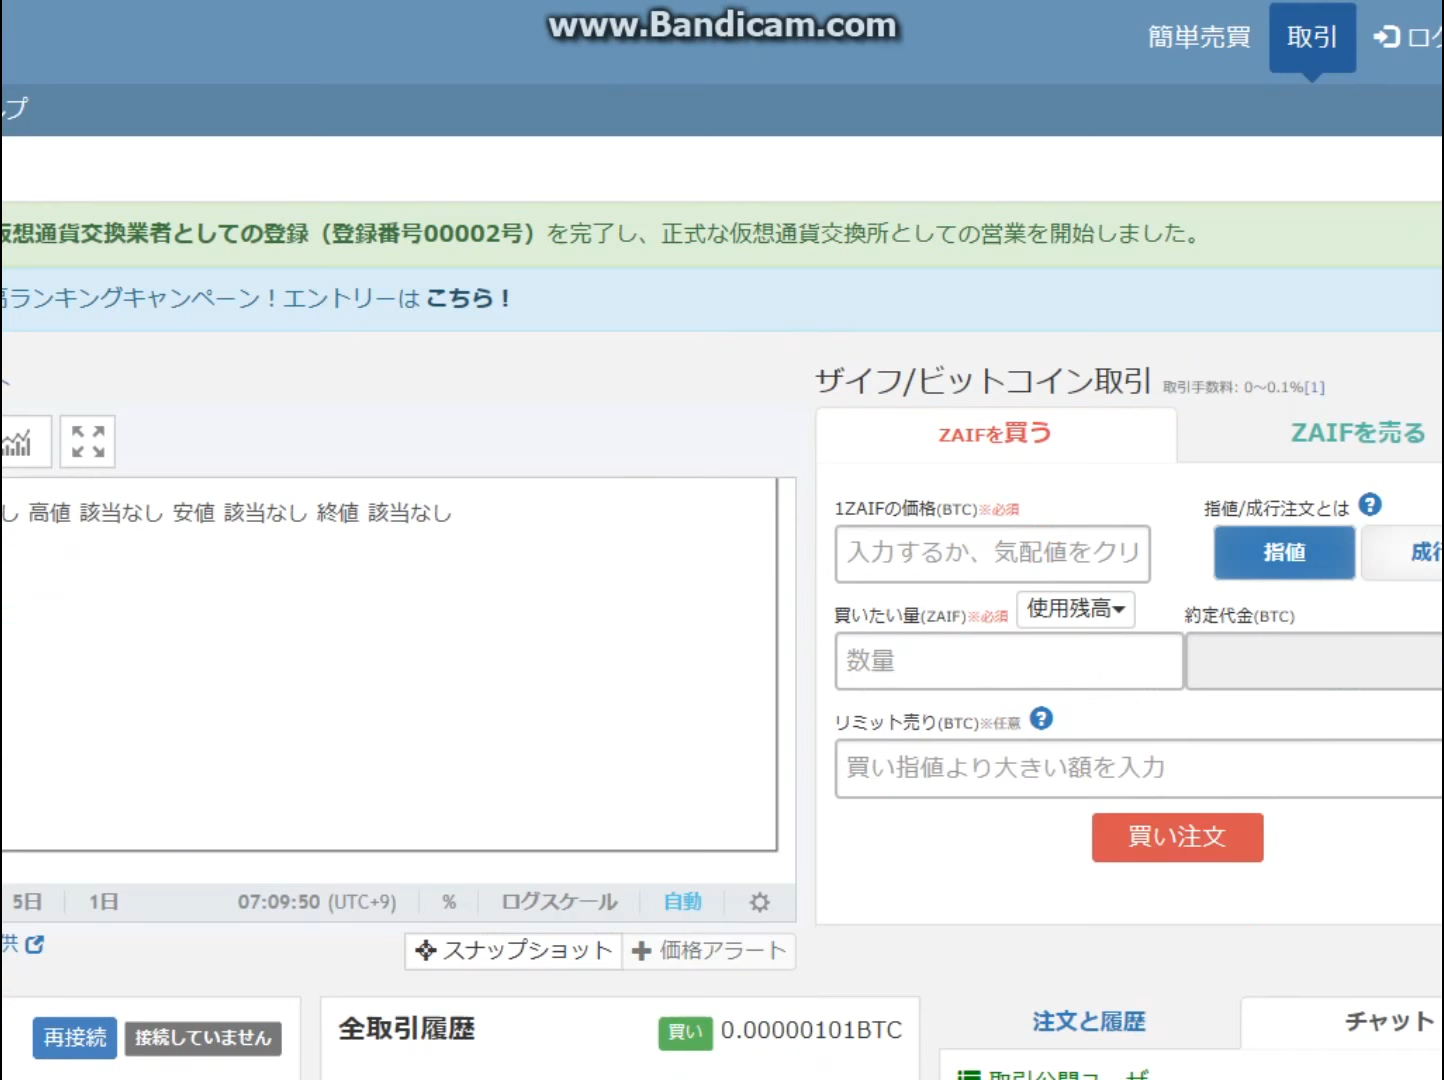 www.Bandicam.com
簡単売買 取引
プ
仮想通貨交換業者としての登録（登録番号00002号）を完了し、正式な仮想通貨交換所としての営業を開始しました。
高ランキングキャンペーン！エントリーは こちら！
ザイフ/ビットコイン取引 取引手数料: 0～0.1%[1]
ZAIFを買う ZAIFを売る
し 高値 該当なし 安値 該当なし 終値 該当なし
1ZAIFの価格(BTC)※必須 指値/成行注文とは
入力するか、気配値をクリ 指値 成行
買いたい量(ZAIF)※必須 使用残高 約定代金(BTC)
数量
リミット売り(BTC)※任意
買い指値より大きい額を入力
買い注文
5日 1日 07:09:50 (UTC+9) % ログスケール 自動
供 スナップショット 価格アラート
再接続 接続していません 全取引履歴 買い 0.00000101BTC 注文と履歴 チャット
取引公開ユーザ